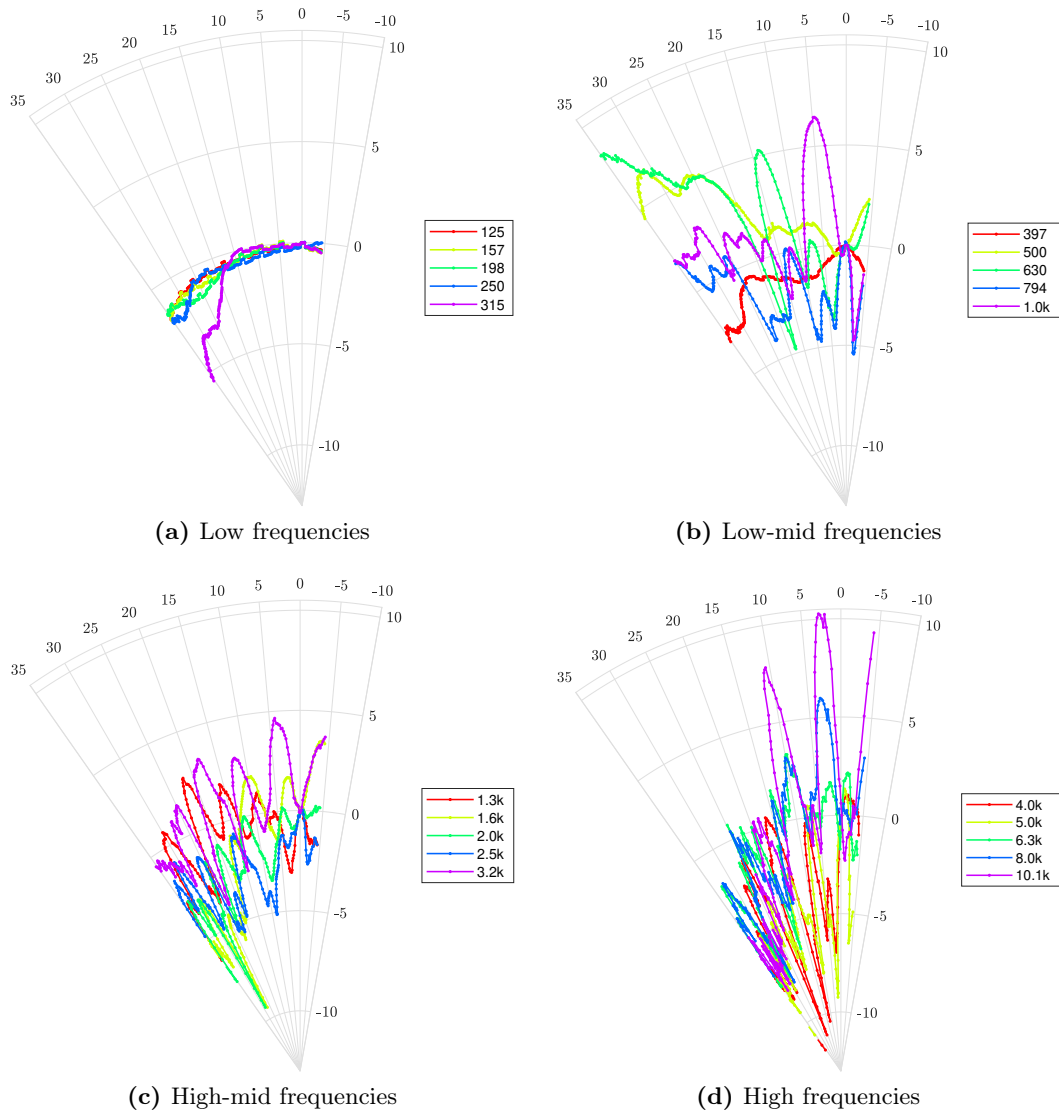 35 30 25 20 15 10 5 0 -5 -10
10
5
0
-5
-10
125
157
198
250
315
(a) Low frequencies
35 30 25 20 15 10 5 0 -5 -10
10
5
0
-5
-10
397
500
630
794
1.0k
(b) Low-mid frequencies
35 30 25 20 15 10 5 0 -5 -10
10
5
0
-5
-10
1.3k
1.6k
2.0k
2.5k
3.2k
(c) High-mid frequencies
35 30 25 20 15 10 5 0 -5 -10
10
5
0
-5
-10
4.0k
5.0k
6.3k
8.0k
10.1k
(d) High frequencies